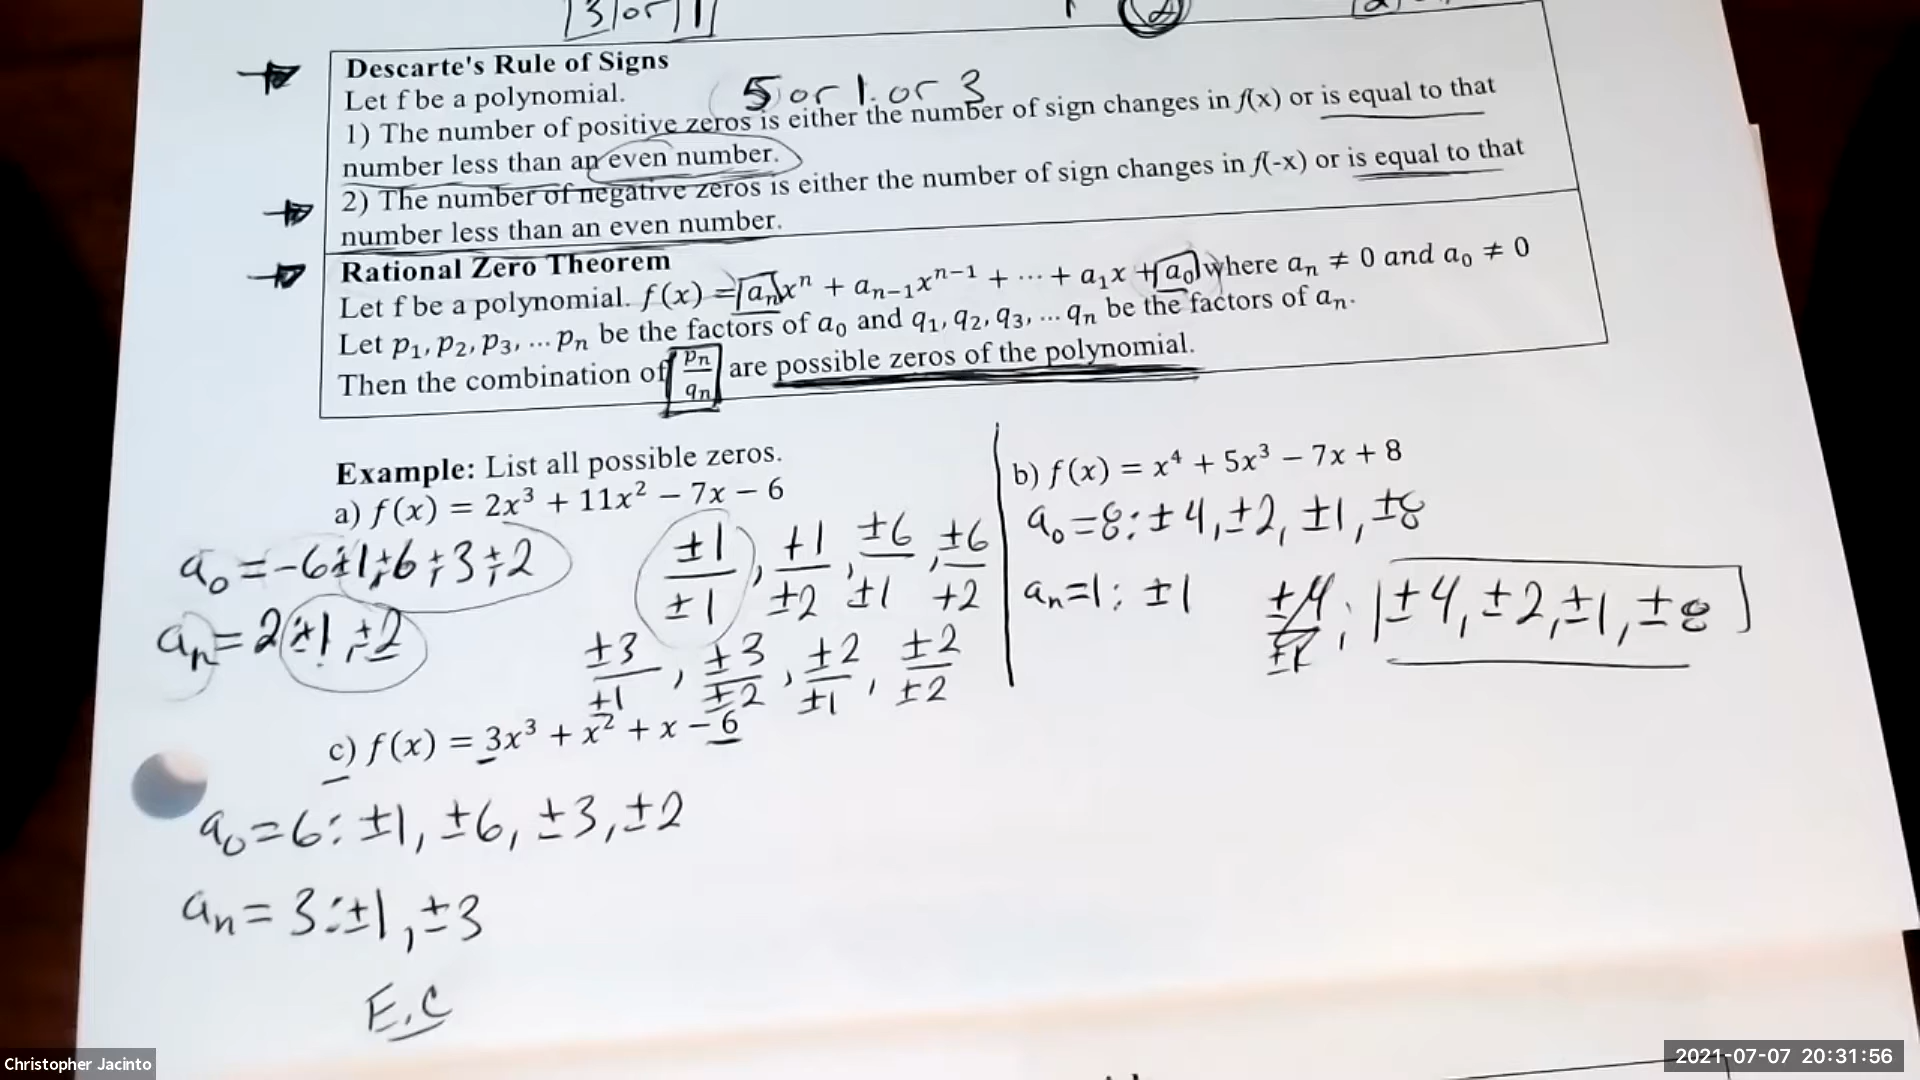 3 or 1
Descarte's Rule of Signs
Let f be a polynomial.
5 or 1 or 3
1) The number of positive zeros is either the number of sign changes in f(x) or is equal to that
number less than an even number.
2) The number of negative zeros is either the number of sign changes in f(-x) or is equal to that
number less than an even number.
Rational Zero Theorem
Let f be a polynomial. f(x) = aₙxⁿ + aₙ₋₁xⁿ⁻¹ + ⋯ + a₁x + a₀ where aₙ ≠ 0 and a₀ ≠ 0
Let p₁, p₂, p₃, … pₙ be the factors of a₀ and q₁, q₂, q₃, … qₙ be the factors of aₙ.
Then the combination of pₙ/qₙ are possible zeros of the polynomial.
Example: List all possible zeros.
a) f(x) = 2x³ + 11x² − 7x − 6
a₀ = -6 ±1, ±6, ±3, ±2
aₙ = 2 ±1, ±2
±1/±1, ±1/±2, ±6/±1, ±6/+2
±3/±1, ±3/±2, ±2/±1, ±2/±2
b) f(x) = x⁴ + 5x³ − 7x + 8
a₀=8: ±4, ±2, ±1, ±8
aₙ=1: ±1
±4/±1; ±4, ±2, ±1, ±8
c) f(x) = 3x³ + x² + x − 6
a₀=6: ±1, ±6, ±3, ±2
aₙ = 3: ±1, ±3
E.C
Christopher Jacinto
2021-07-07 20:31:56